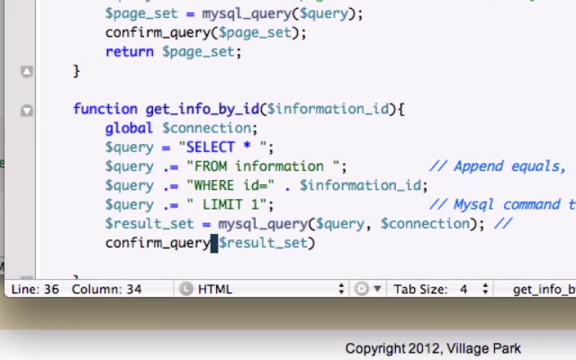 $page_set = mysql_query($query);
confirm_query($page_set);
return $page_set;
}
function get_info_by_id($information_id){
global $connection;
$query = "SELECT * ";
$query .= "FROM information "; // Append equals,
$query .= "WHERE id=" . $information_id;
$query .= " LIMIT 1"; // Mysql command t
$result_set = mysql_query($query, $connection); //
confirm_query($result_set)
}
Line: 36 Column: 34 L HTML Tab Size: 4 get_info_by
Copyright 2012, Village Park